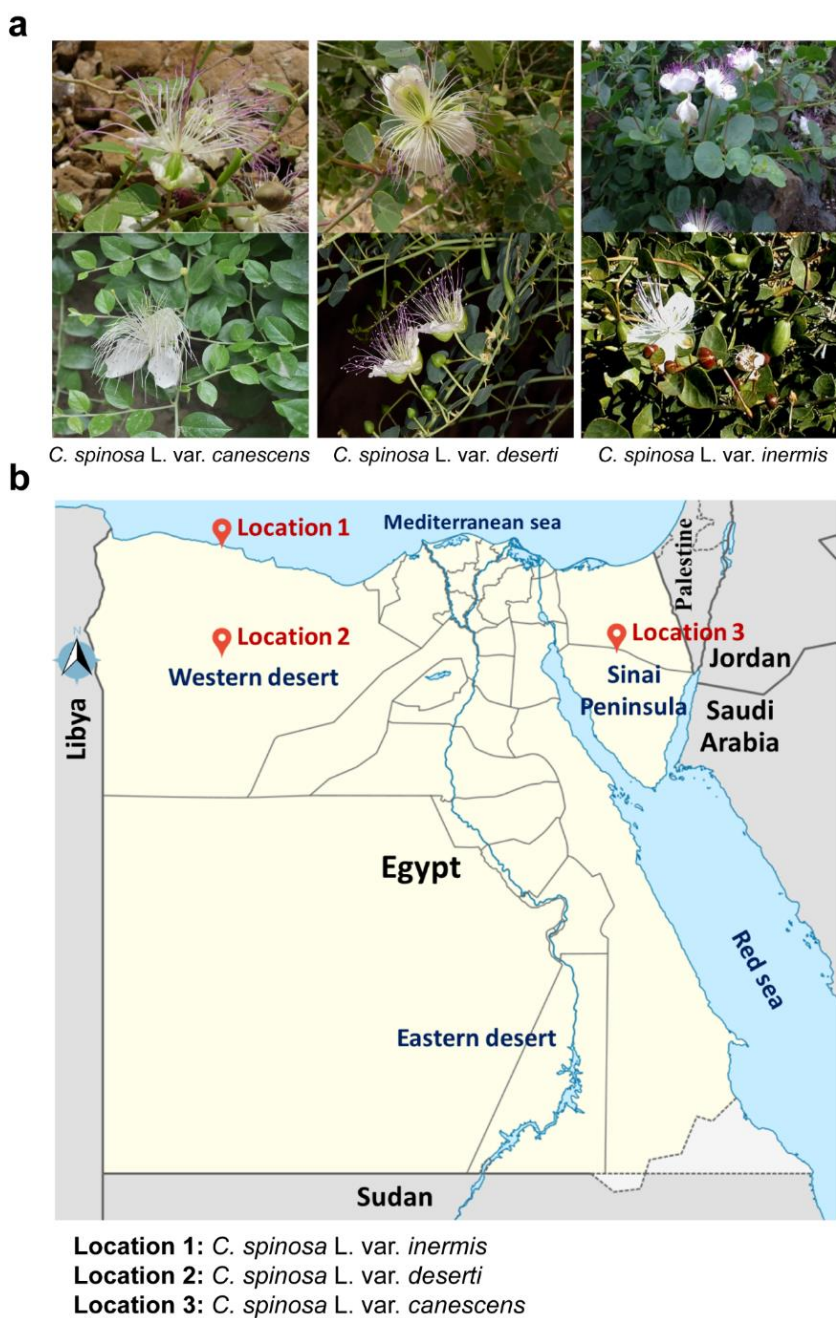 a
C. spinosa L. var. canescens
C. spinosa L. var. deserti
C. spinosa L. var. inermis
b
Mediterranean sea
Location 1
Palestine
N
Location 2
Location 3
Western desert
Sinai
Peninsula
Jordan
Saudi
Arabia
Libya
Egypt
Red sea
Eastern desert
Sudan
Location 1: C. spinosa L. var. inermis
Location 2: C. spinosa L. var. deserti
Location 3: C. spinosa L. var. canescens